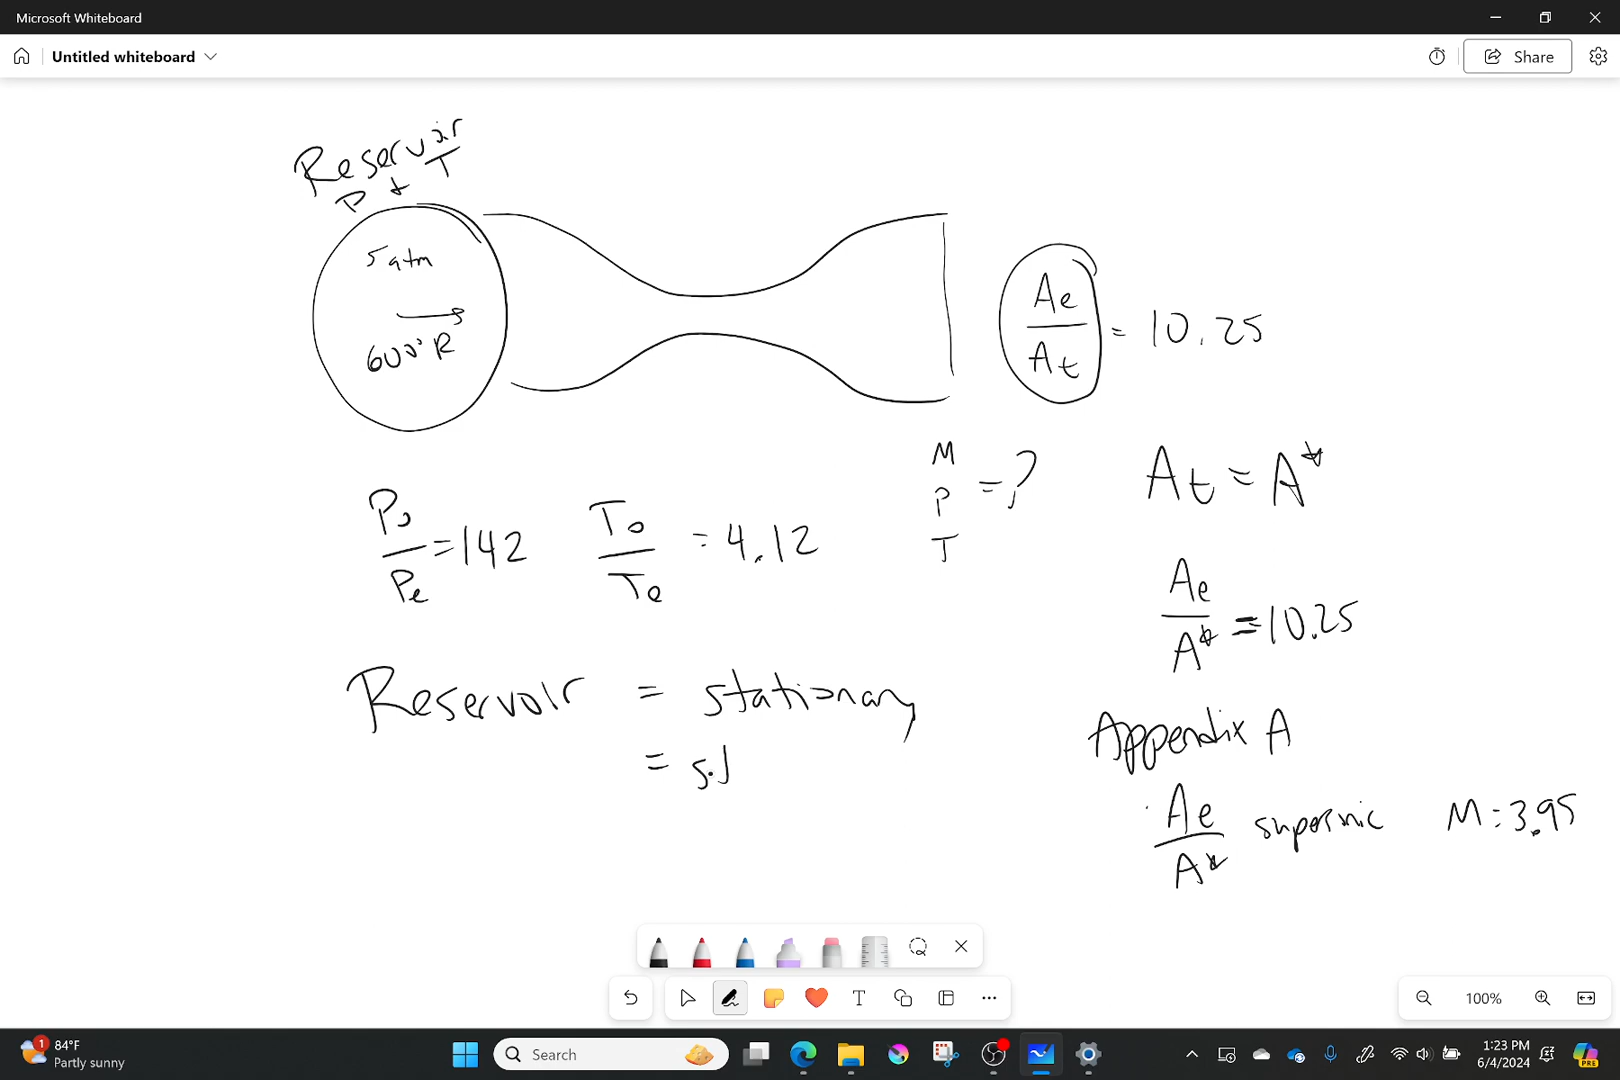 Microsoft Whiteboard
Untitled whiteboard
Share
Reservoir
P + T
5 atm
600° R
Ae
At
= 10.25
M
P
T
= ?
At = A*
Po
Pe
= 142
To
Te
= 4.12
Ae
A*
= 10.25
Reservoir = stationary
Appendix A
Ae
A*
supersonic M = 3.95
100%
84°F
Partly sunny
1
Search
1:23 PM
6/4/2024
PRE